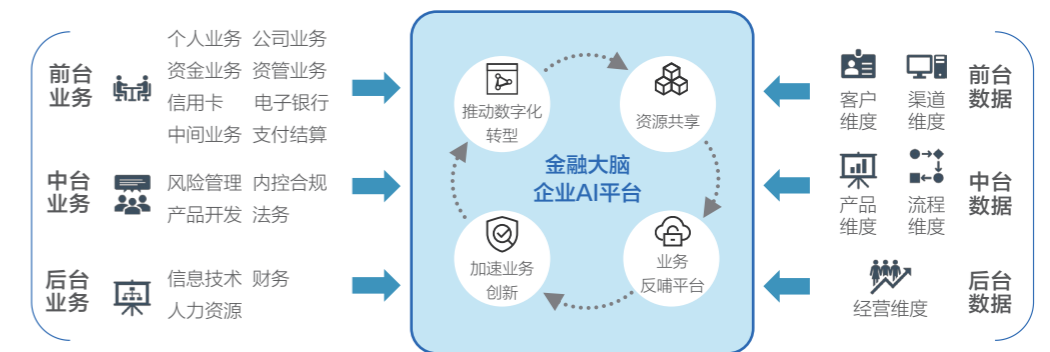 前台
业务
个人业务 公司业务
资金业务 资管业务
信用卡 电子银行
中间业务 支付结算
中台
业务
风险管理 内控合规
产品开发 法务
后台
业务
信息技术 财务
人力资源
推动数字化
转型
资源共享
金融大脑
企业AI平台
加速业务
创新
业务
反哺平台
客户
维度
渠道
维度
前台
数据
产品
维度
流程
维度
中台
数据
经营维度
后台
数据